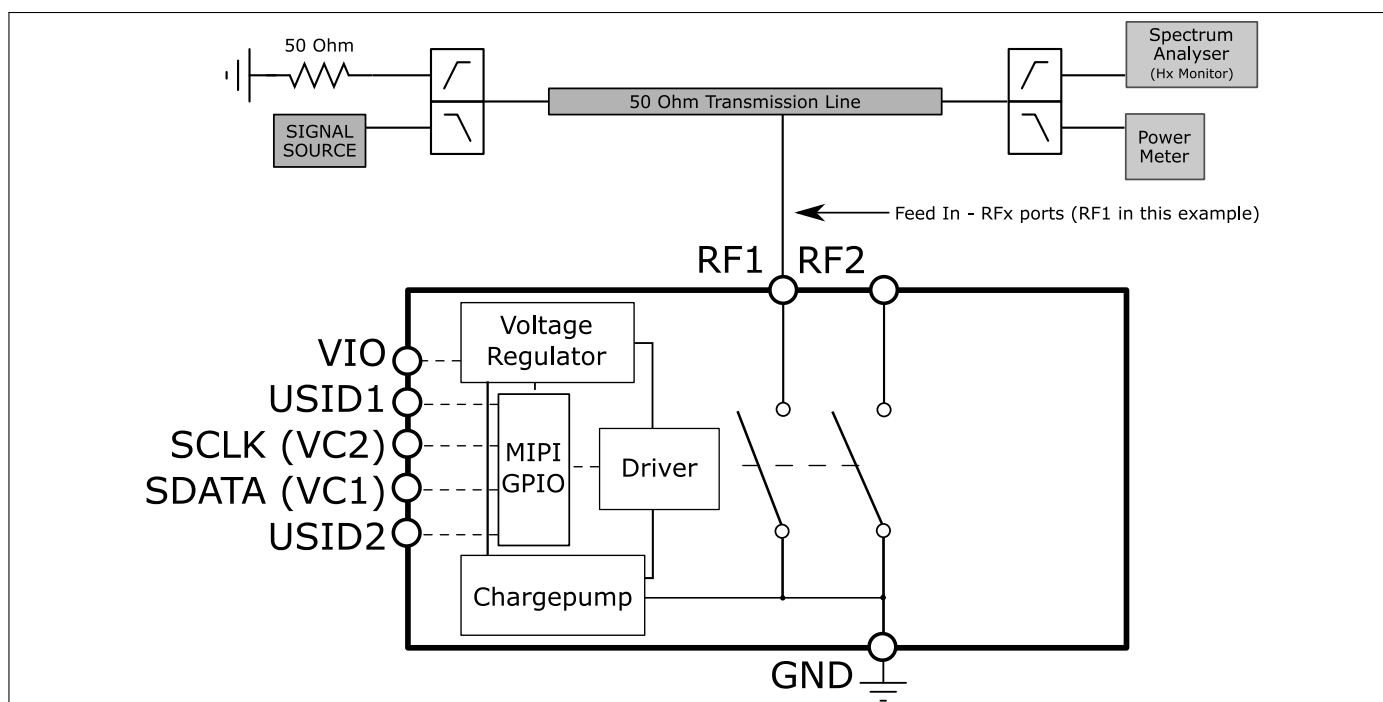 50 Ohm
SIGNAL
SOURCE
50 Ohm Transmission Line
Spectrum
Analyser
(Hx Monitor)
Power
Meter
Feed In - RFx ports (RF1 in this example)
RF1 RF2
VIO
USID1
SCLK (VC2)
SDATA (VC1)
USID2
Voltage
Regulator
MIPI
GPIO
Driver
Chargepump
GND